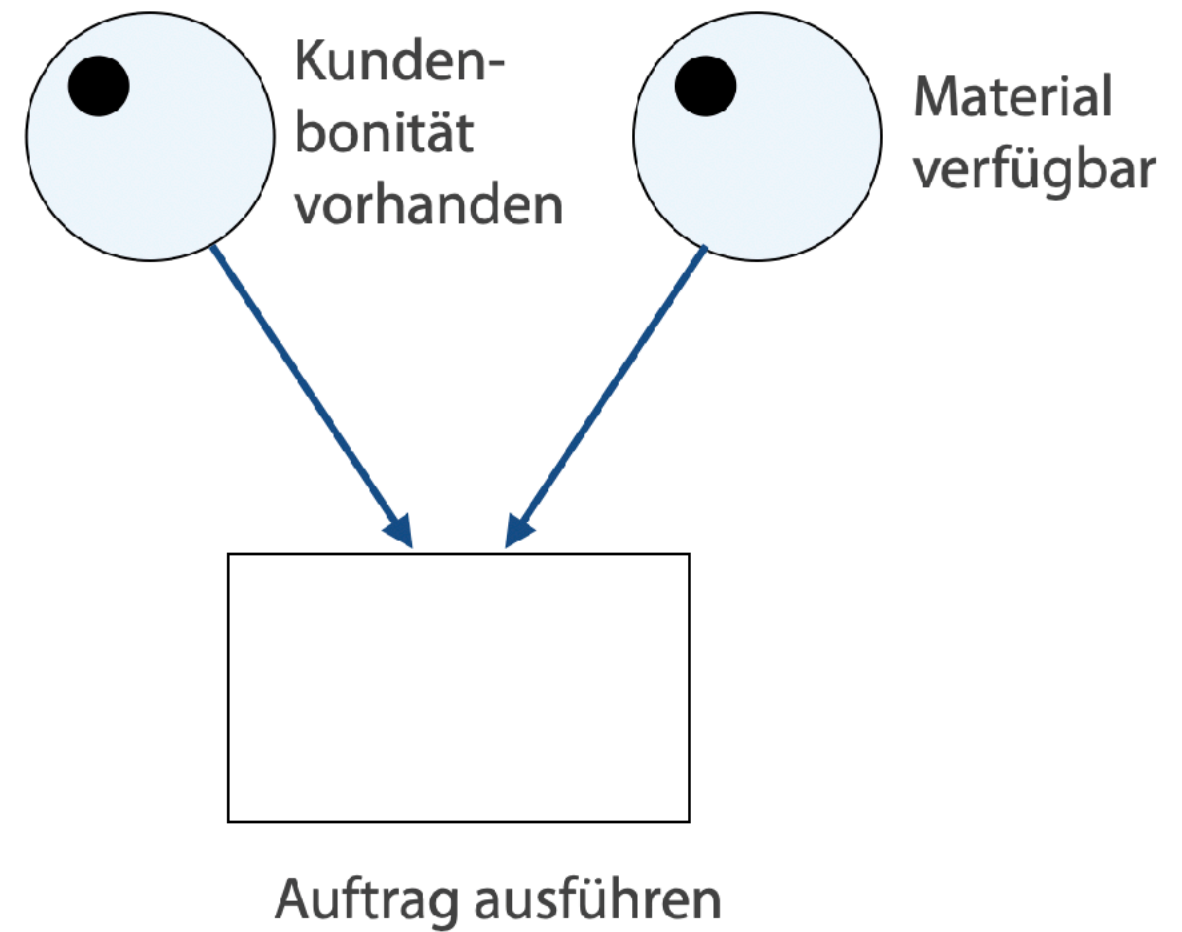 Kunden-
bonität
vorhanden
Material
verfügbar
Auftrag ausführen